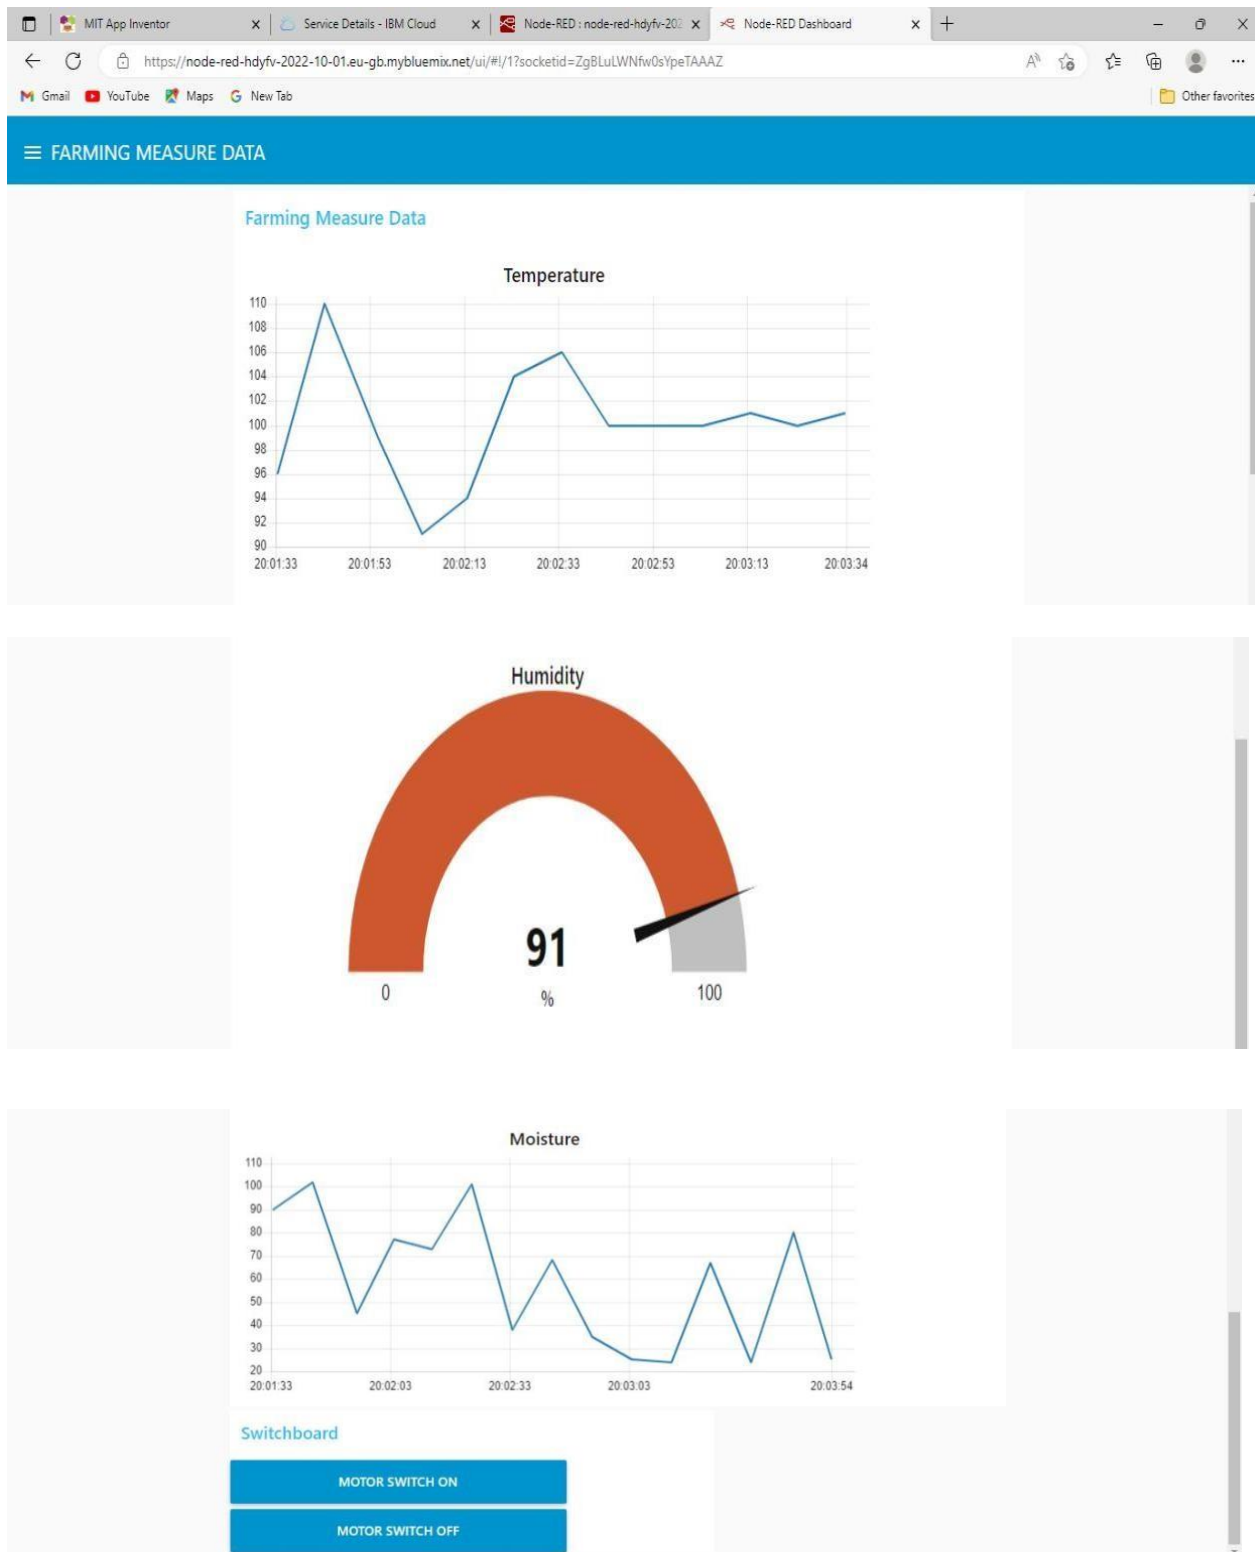 MIT App Inventor
Service Details - IBM Cloud
Node-RED : node-red-hdyfv-202
Node-RED Dashboard
https://node-red-hdyfv-2022-10-01.eu-gb.mybluemix.net/ui/#!/1?socketid=ZgBLuLWNfw0sYpeTAAAZ
Gmail YouTube Maps New Tab Other favorites
FARMING MEASURE DATA
Farming Measure Data
Temperature
110
108
106
104
102
100
98
96
94
92
90
20:01:33 20:01:53 20:02:13 20:02:33 20:02:53 20:03:13 20:03:34
Humidity
91
0 % 100
Moisture
110
100
90
80
70
60
50
40
30
20
20:01:33 20:02:03 20:02:33 20:03:03 20:03:54
Switchboard
MOTOR SWITCH ON
MOTOR SWITCH OFF